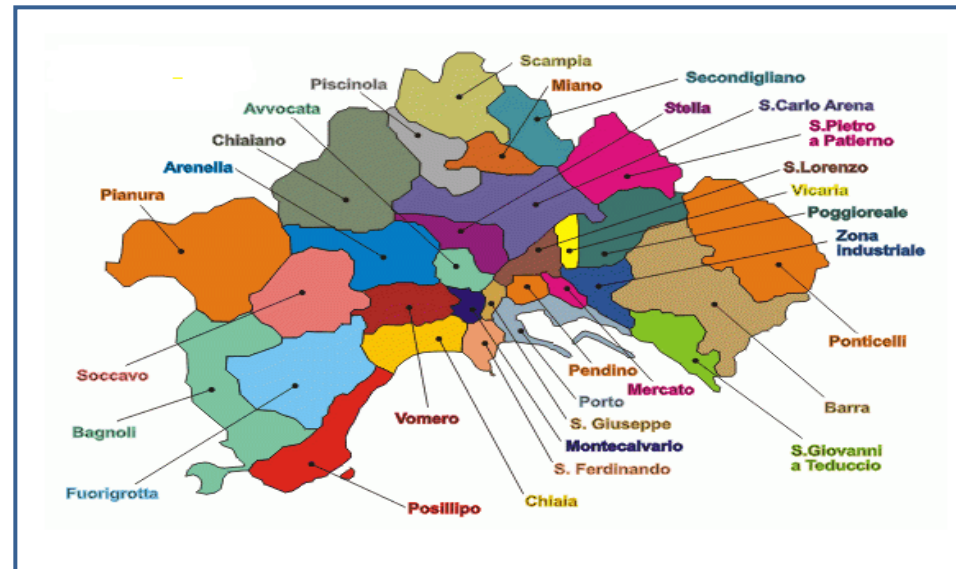 Scampia
Piscinola
Miano
Secondigliano
Avvocata
Stella
S.Carlo Arena
Chiaiano
S.Pietro
a Patierno
Arenella
S.Lorenzo
Pianura
Vicaria
Poggioreale
Zona
industriale
Ponticelli
Soccavo
Pendino
Mercato
Porto
Barra
Bagnoli
Vomero
S. Giuseppe
Montecalvario
S.Giovanni
a Teduccio
S. Ferdinando
Fuorigrotta
Chiaia
Posillipo